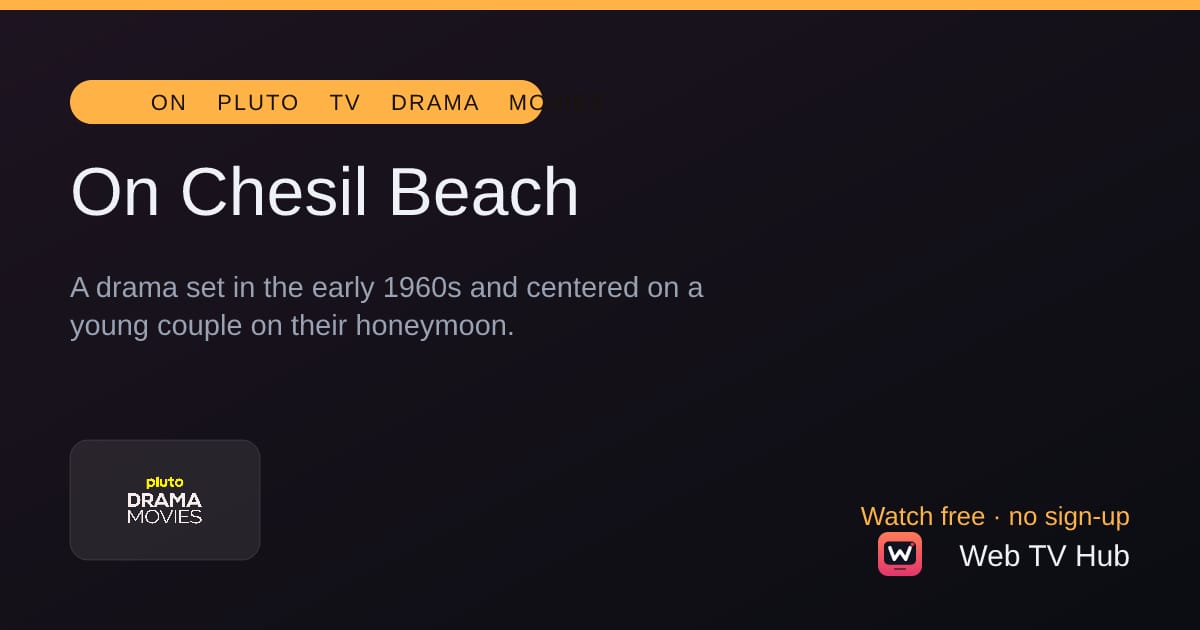 ON PLUTO TV DRAMA MOVIES
On Chesil Beach
A drama set in the early 1960s and centered on a
young couple on their honeymoon.
pluto
DRAMA
MOVIES
Watch free · no sign-up
W
Web TV Hub